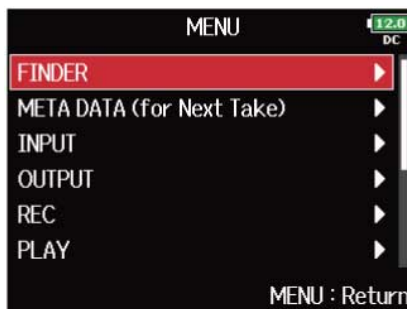 MENU
12.0
DC
FINDER
META DATA (for Next Take)
INPUT
OUTPUT
REC
PLAY
MENU : Return